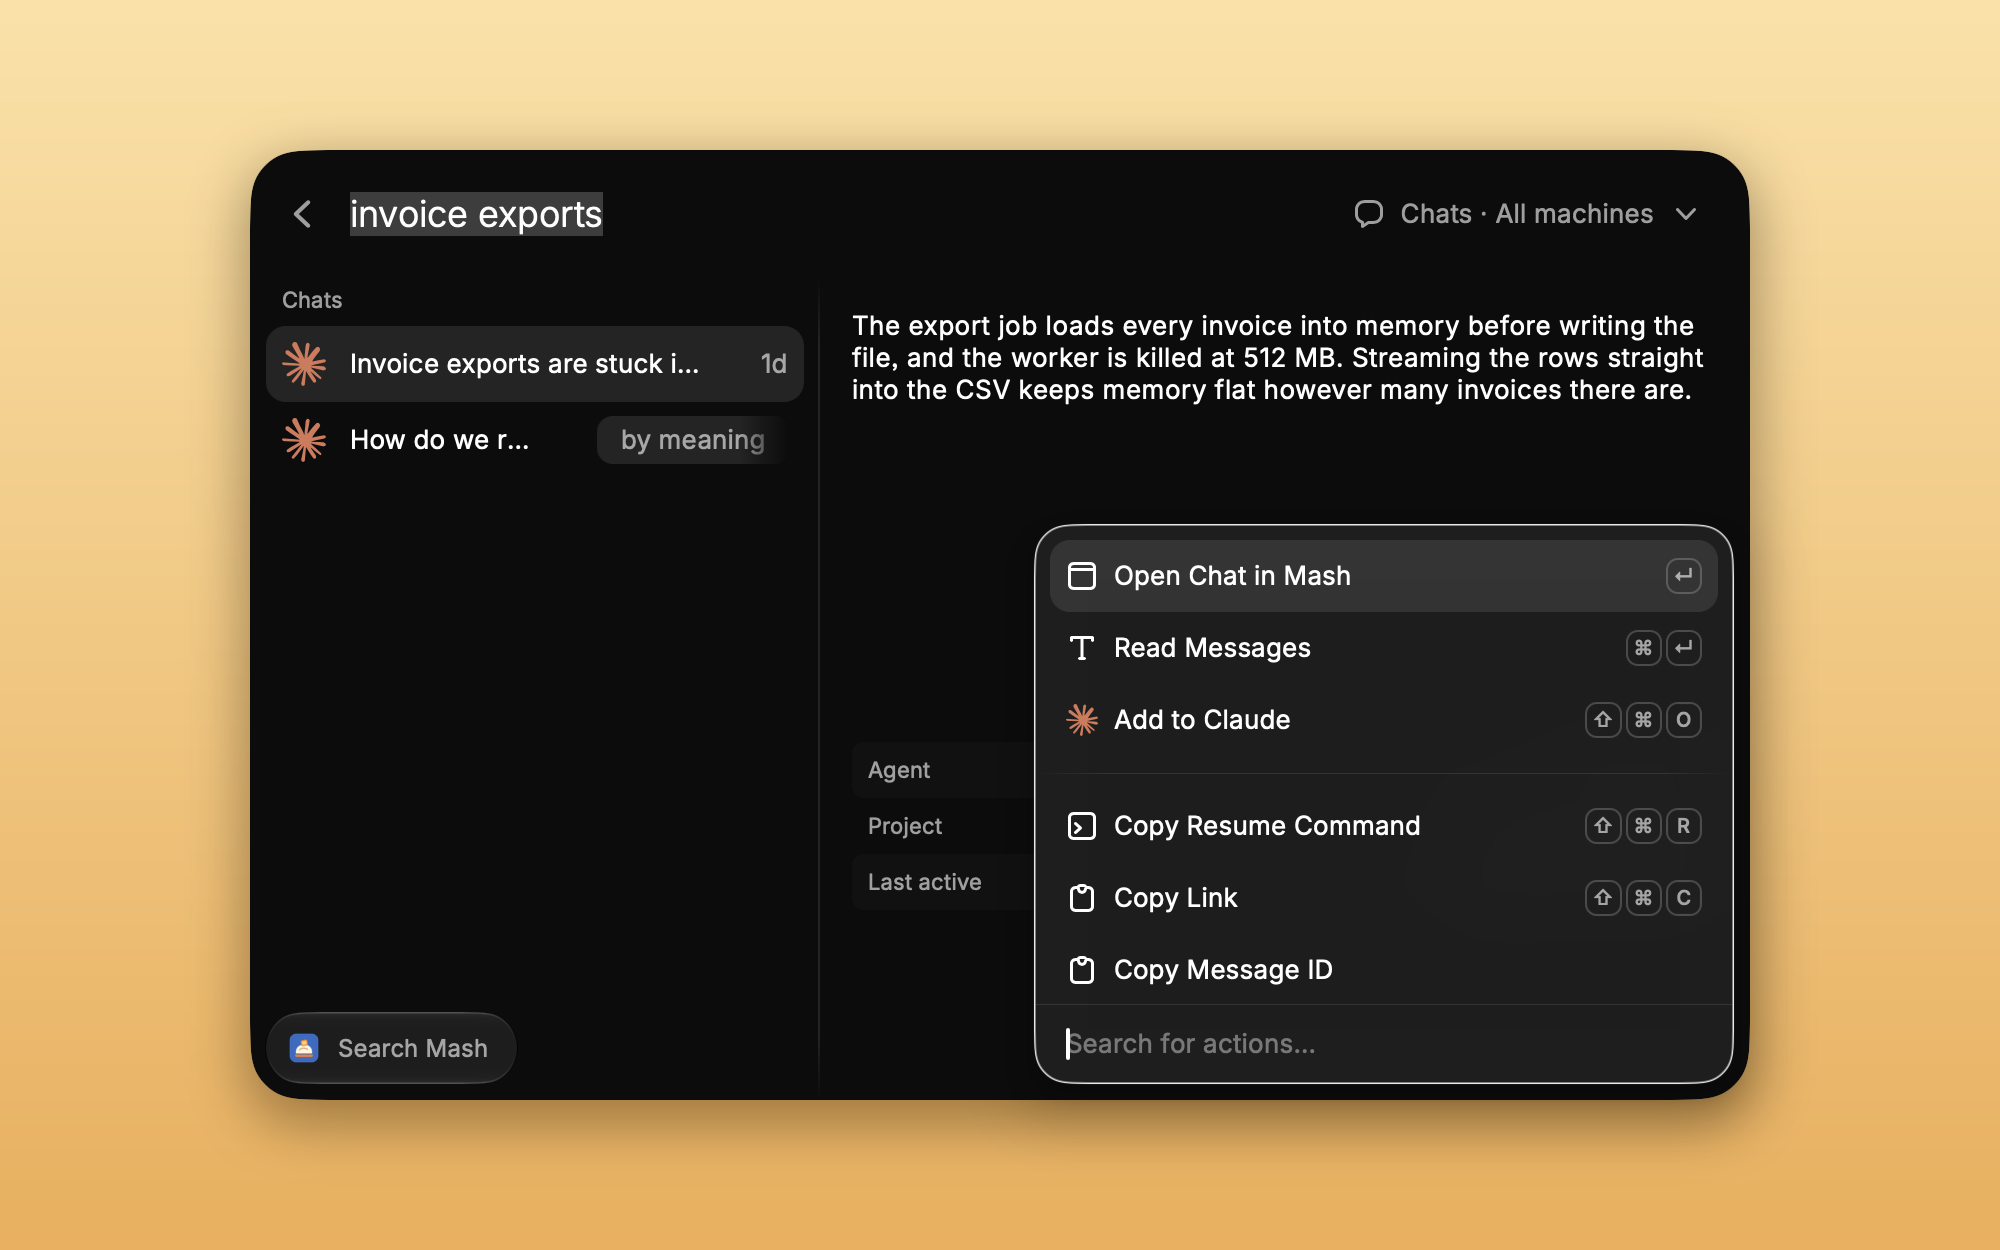 invoice exports
Chats · All machines
Chats
Invoice exports are stuck i...
1d
How do we r...
by meaning
The export job loads every invoice into memory before writing the
file, and the worker is killed at 512 MB. Streaming the rows straight
into the CSV keeps memory flat however many invoices there are.
Agent
Project
Last active
Open Chat in Mash
↵
Read Messages
⌘ ↵
Add to Claude
⇧ ⌘ O
Copy Resume Command
⇧ ⌘ R
Copy Link
⇧ ⌘ C
Copy Message ID
Search for actions...
Search Mash